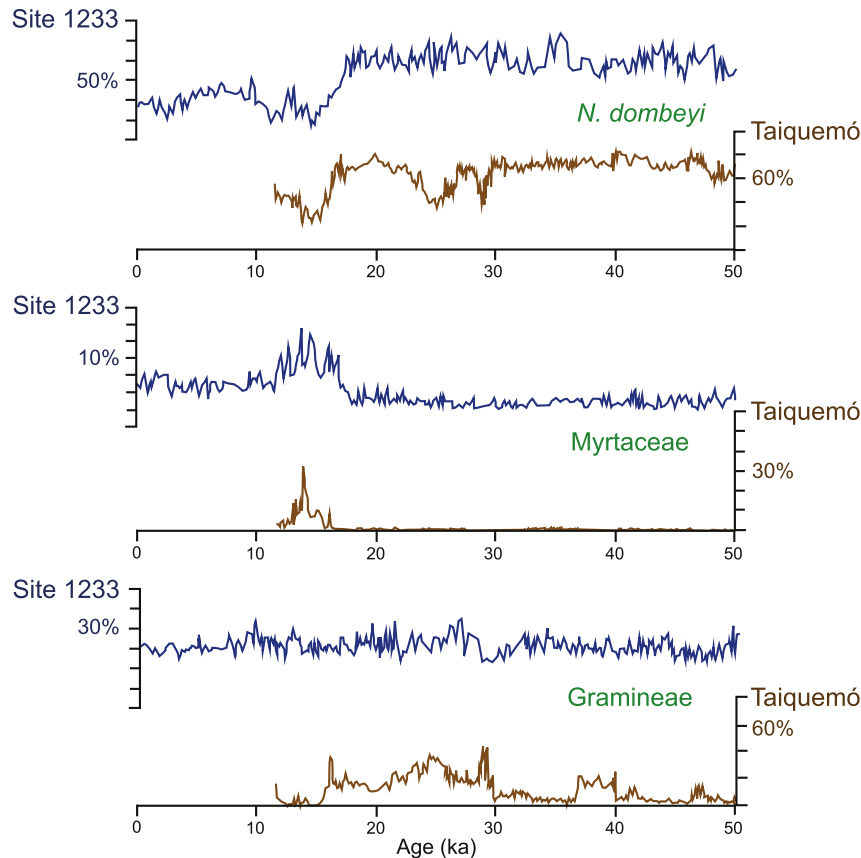 Site 1233
50%
N. dombeyi
Taiquemó
60%
0 10 20 30 40 50
Site 1233
10%
Taiquemó
Myrtaceae
30%
0 10 20 30 40 50
Site 1233
30%
Gramineae
Taiquemó
60%
0 10 20 30 40 50
Age (ka)